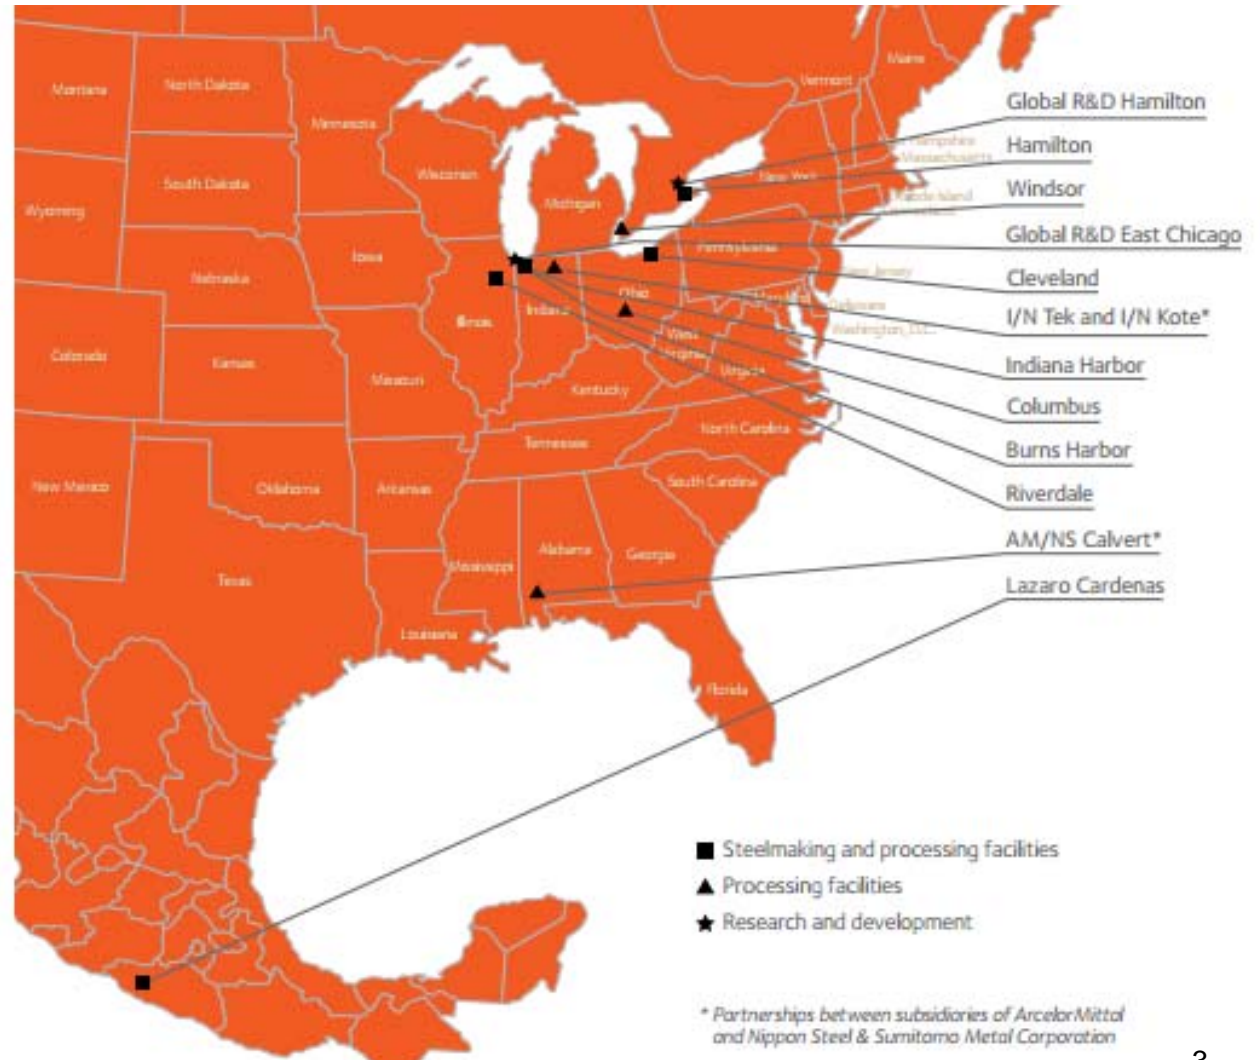 Maine
Vermont
Montana
North Dakota
Minnesota
Global R&D Hamilton
Hamilton
Massachusetts
Wisconsin
New York
South Dakota
Windsor
Michigan
Wyoming
Global R&D East Chicago
Pennsylvania
Iowa
Nebraska
Cleveland
Ohio
Indiana
Illinois
I/N Tek and I/N Kote*
Washington, D.C.
West
Virginia
Colorado
Kansas
Missouri
Virginia
Indiana Harbor
Kentucky
Columbus
North Carolina
Tennessee
Burns Harbor
South Carolina
New Mexico
Oklahoma
Arkansas
Riverdale
AM/NS Calvert*
Alabama
Georgia
Mississippi
Texas
Lazaro Cardenas
Louisiana
Florida
Steelmaking and processing facilities
Processing facilities
Research and development
* Partnerships between subsidiaries of ArcelorMittal
and Nippon Steel & Sumitomo Metal Corporation